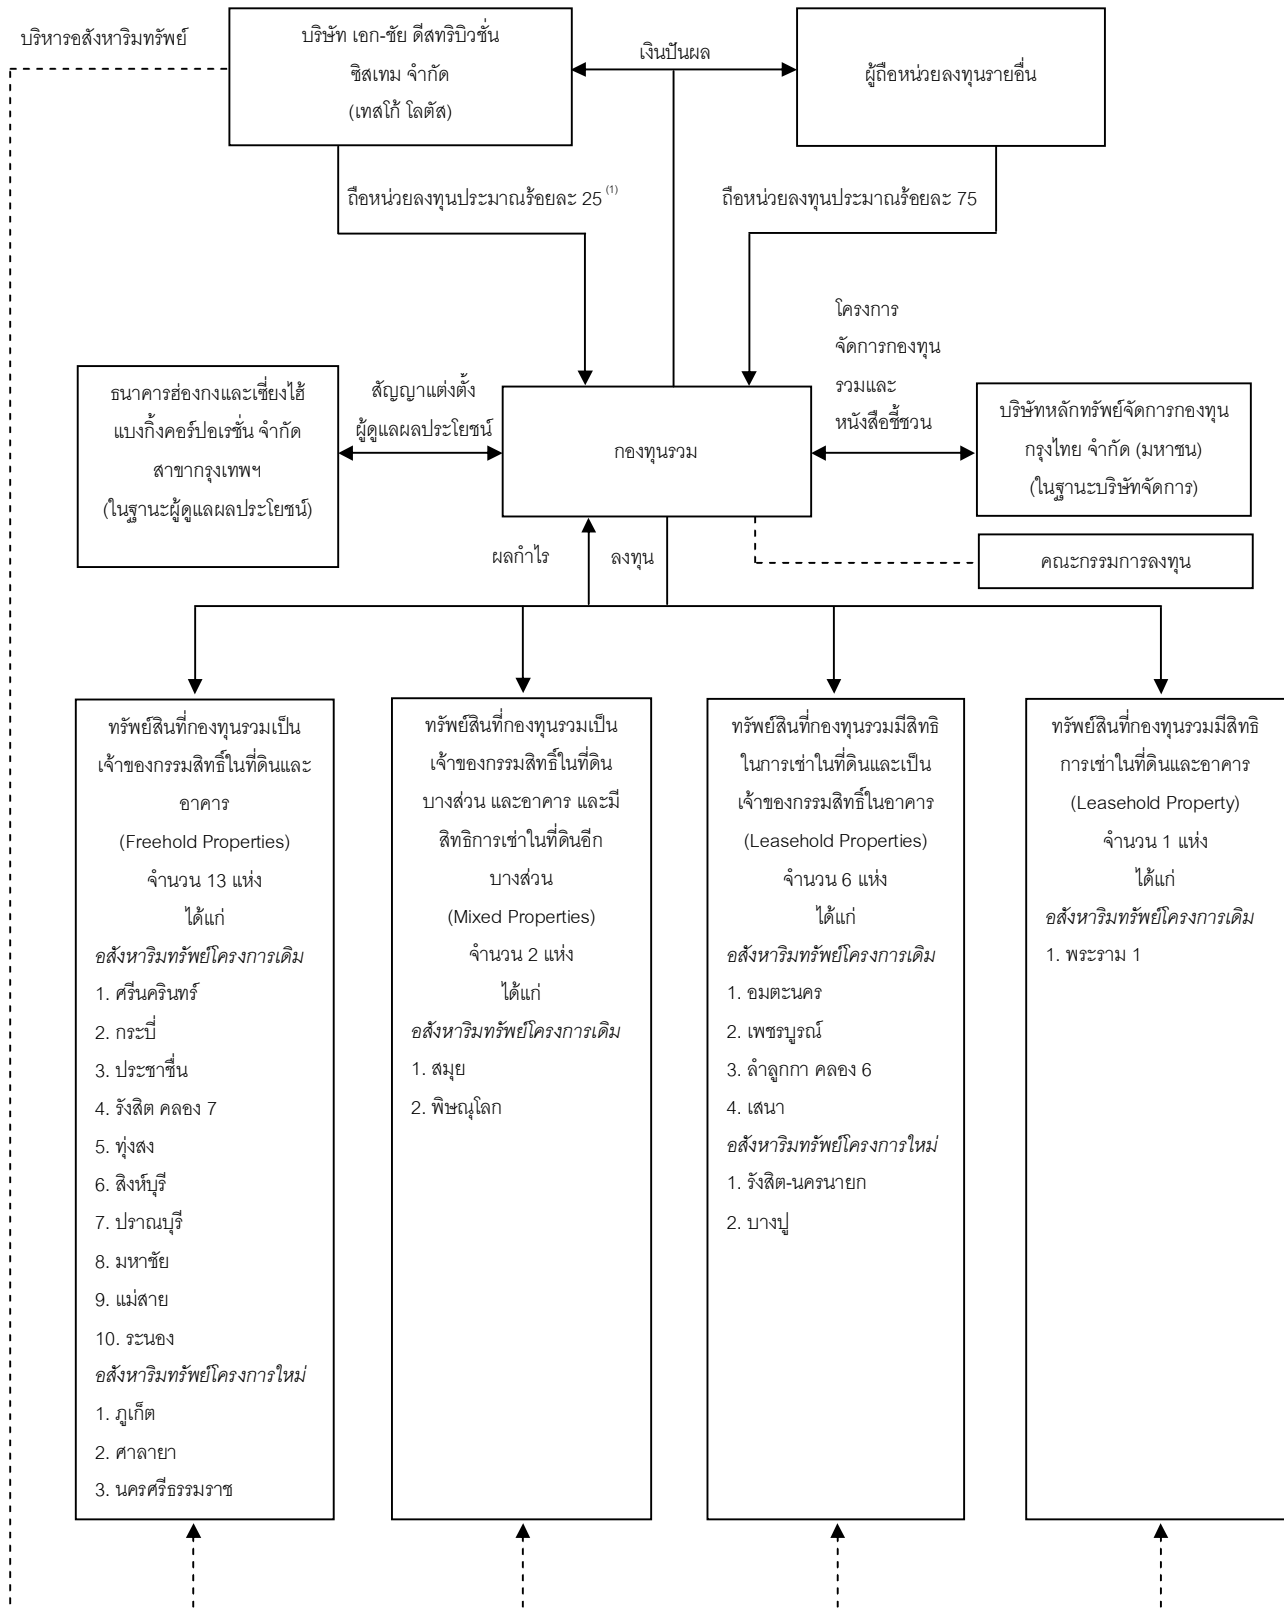 บริหารอสังหาริมทรัพย์
บริษัท เอก-ชัย ดีสทริบิวชั่น
ซิสเทม จำกัด
(เทสโก้ โลตัส)
เงินปันผล
ผู้ถือหน่วยลงทุนรายอื่น
ถือหน่วยลงทุนประมาณร้อยละ 25 (1)
ถือหน่วยลงทุนประมาณร้อยละ 75
ธนาคารฮ่องกงและเซี่ยงไฮ้
แบงกิ้งคอร์ปอเรชั่น จำกัด
สาขากรุงเทพฯ
(ในฐานะผู้ดูแลผลประโยชน์)
สัญญาแต่งตั้ง
ผู้ดูแลผลประโยชน์
กองทุนรวม
โครงการ
จัดการกองทุน
รวมและ
หนังสือชี้ชวน
บริษัทหลักทรัพย์จัดการกองทุน
กรุงไทย จำกัด (มหาชน)
(ในฐานะบริษัทจัดการ)
ผลกำไร
ลงทุน
คณะกรรมการลงทุน
ทรัพย์สินที่กองทุนรวมเป็น
เจ้าของกรรมสิทธิ์ในที่ดินและ
อาคาร
(Freehold Properties)
จำนวน 13 แห่ง
ได้แก่
อสังหาริมทรัพย์โครงการเดิม
1. ศรีนครินทร์
2. กระบี่
3. ประชาชื่น
4. รังสิต คลอง 7
5. ทุ่งสง
6. สิงห์บุรี
7. ปราณบุรี
8. มหาชัย
9. แม่สาย
10. ระนอง
อสังหาริมทรัพย์โครงการใหม่
1. ภูเก็ต
2. ศาลายา
3. นครศรีธรรมราช
ทรัพย์สินที่กองทุนรวมเป็น
เจ้าของกรรมสิทธิ์ในที่ดิน
บางส่วน และอาคาร และมี
สิทธิการเช่าในที่ดินอีก
บางส่วน
(Mixed Properties)
จำนวน 2 แห่ง
ได้แก่
อสังหาริมทรัพย์โครงการเดิม
1. สมุย
2. พิษณุโลก
ทรัพย์สินที่กองทุนรวมมีสิทธิ
ในการเช่าในที่ดินและเป็น
เจ้าของกรรมสิทธิ์ในอาคาร
(Leasehold Properties)
จำนวน 6 แห่ง
ได้แก่
อสังหาริมทรัพย์โครงการเดิม
1. อมตะนคร
2. เพชรบูรณ์
3. ลำลูกกา คลอง 6
4. เสนา
อสังหาริมทรัพย์โครงการใหม่
1. รังสิต-นครนายก
2. บางปู
ทรัพย์สินที่กองทุนรวมมีสิทธิ
การเช่าในที่ดินและอาคาร
(Leasehold Property)
จำนวน 1 แห่ง
ได้แก่
อสังหาริมทรัพย์โครงการเดิม
1. พระราม 1